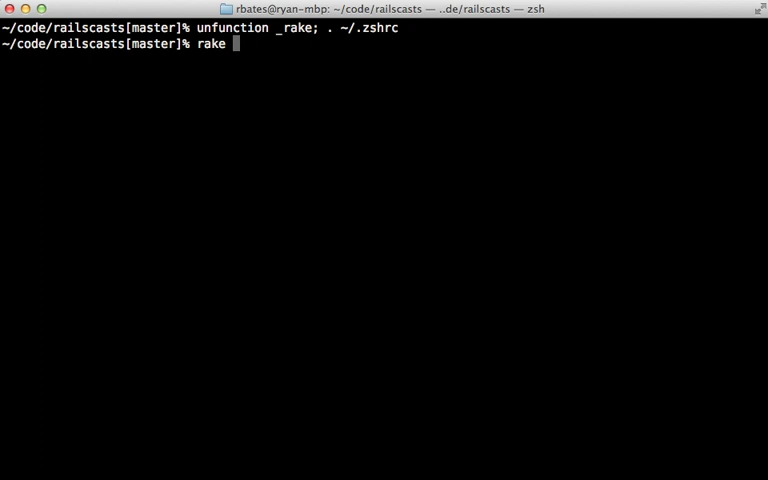 rbates@ryan-mbp: ~/code/railscasts — ..de/railscasts — zsh
~/code/railscasts[master]% unfunction _rake; . ~/.zshrc
~/code/railscasts[master]% rake